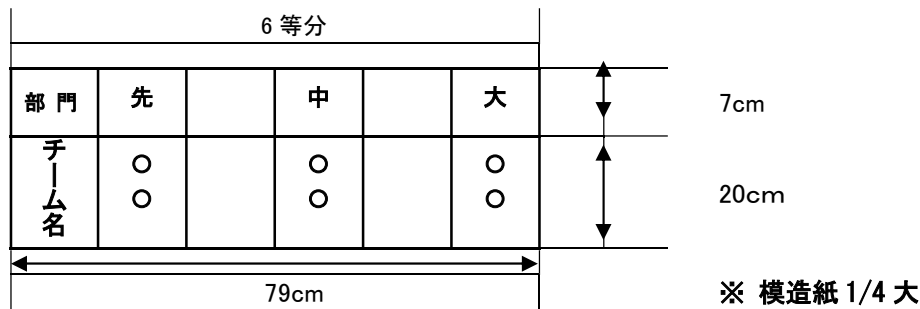 6 等分
部 門 先 中 大
7cm
チーム名 ○○ ○○ ○○
20cm
79cm
※ 模造紙 1/4 大